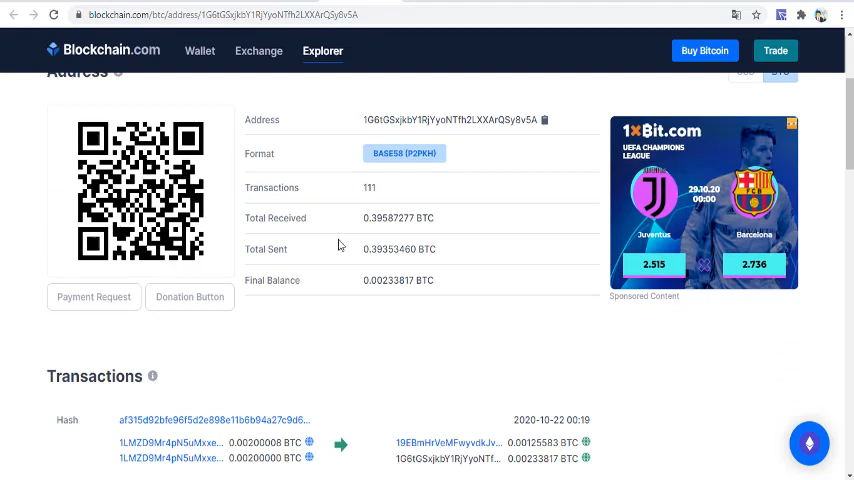 blockchain.com/btc/address/1G6tGSxjkbY1RjYyoNTfh2LXXArQSy8v5A
Blockchain.com Wallet Exchange Explorer Buy Bitcoin Trade
Address
BTC
Address 1G6tGSxjkbY1RjYyoNTfh2LXXArQSy8v5A
Format BASE58 (P2PKH)
Transactions 111
Total Received 0.39587277 BTC
Total Sent 0.39353460 BTC
Final Balance 0.00233817 BTC
Payment Request Donation Button
1XBit.com
UEFA CHAMPIONS
LEAGUE
29.10.20
00:00
Juventus Barcelona
2.515 2.736
Sponsored Content
Transactions
Hash af315d92bfe96f5d2e898e11b6b94a27c9d6... 2020-10-22 00:19
1LMZD9Mr4pN5uMxxe... 0.00200008 BTC 19EBmHrVeMFwyvdkJv... 0.00125583 BTC
1LMZD9Mr4pN5uMxxe... 0.00200000 BTC 1G6tGSxjkbY1RjYyoNTf... 0.00233817 BTC